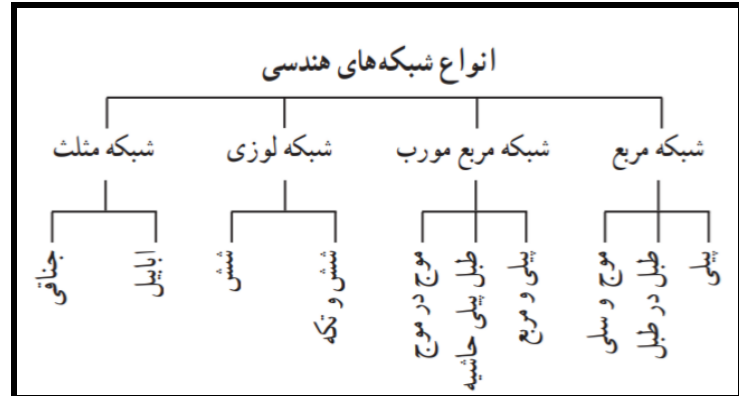 انواع شبکه‌های هندسی
شبکه مربع
شبکه مربع مورب
شبکه لوزی
شبکه مثلث
پیلی
طبل در طبل
موج و سلی
پیلی و مربع
طبل پیلی حاشیه
موج در موج
شش و تکه
شش
ابابیل
جناقی